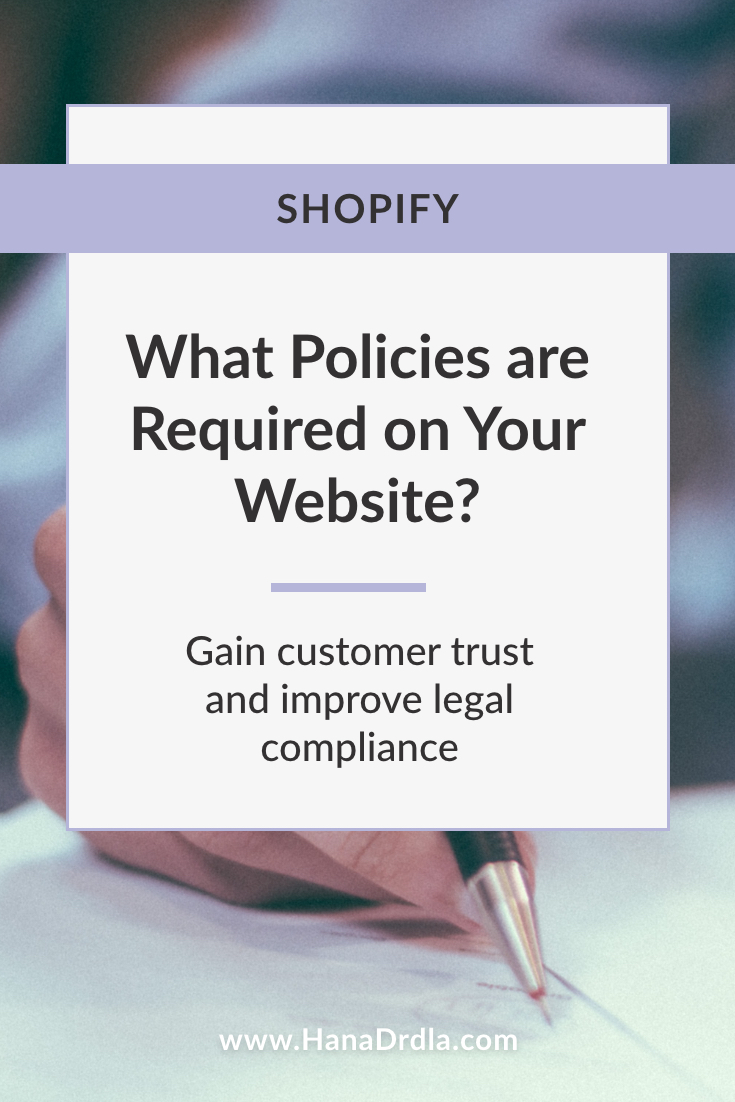 SHOPIFY
What Policies are
Required on Your
Website?
Gain customer trust
and improve legal
compliance
www.HanaDrdla.com